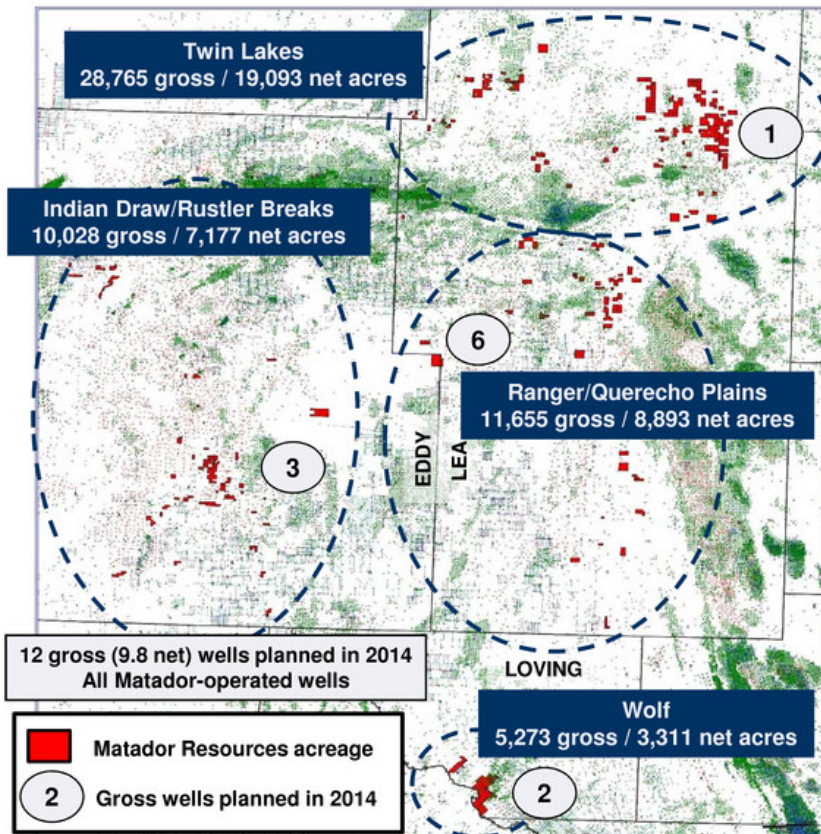 Twin Lakes
28,765 gross / 19,093 net acres
1
Indian Draw/Rustler Breaks
10,028 gross / 7,177 net acres
6
Ranger/Querecho Plains
11,655 gross / 8,893 net acres
EDDY
LEA
3
12 gross (9.8 net) wells planned in 2014
All Matador-operated wells
LOVING
Wolf
5,273 gross / 3,311 net acres
Matador Resources acreage
2 Gross wells planned in 2014
2